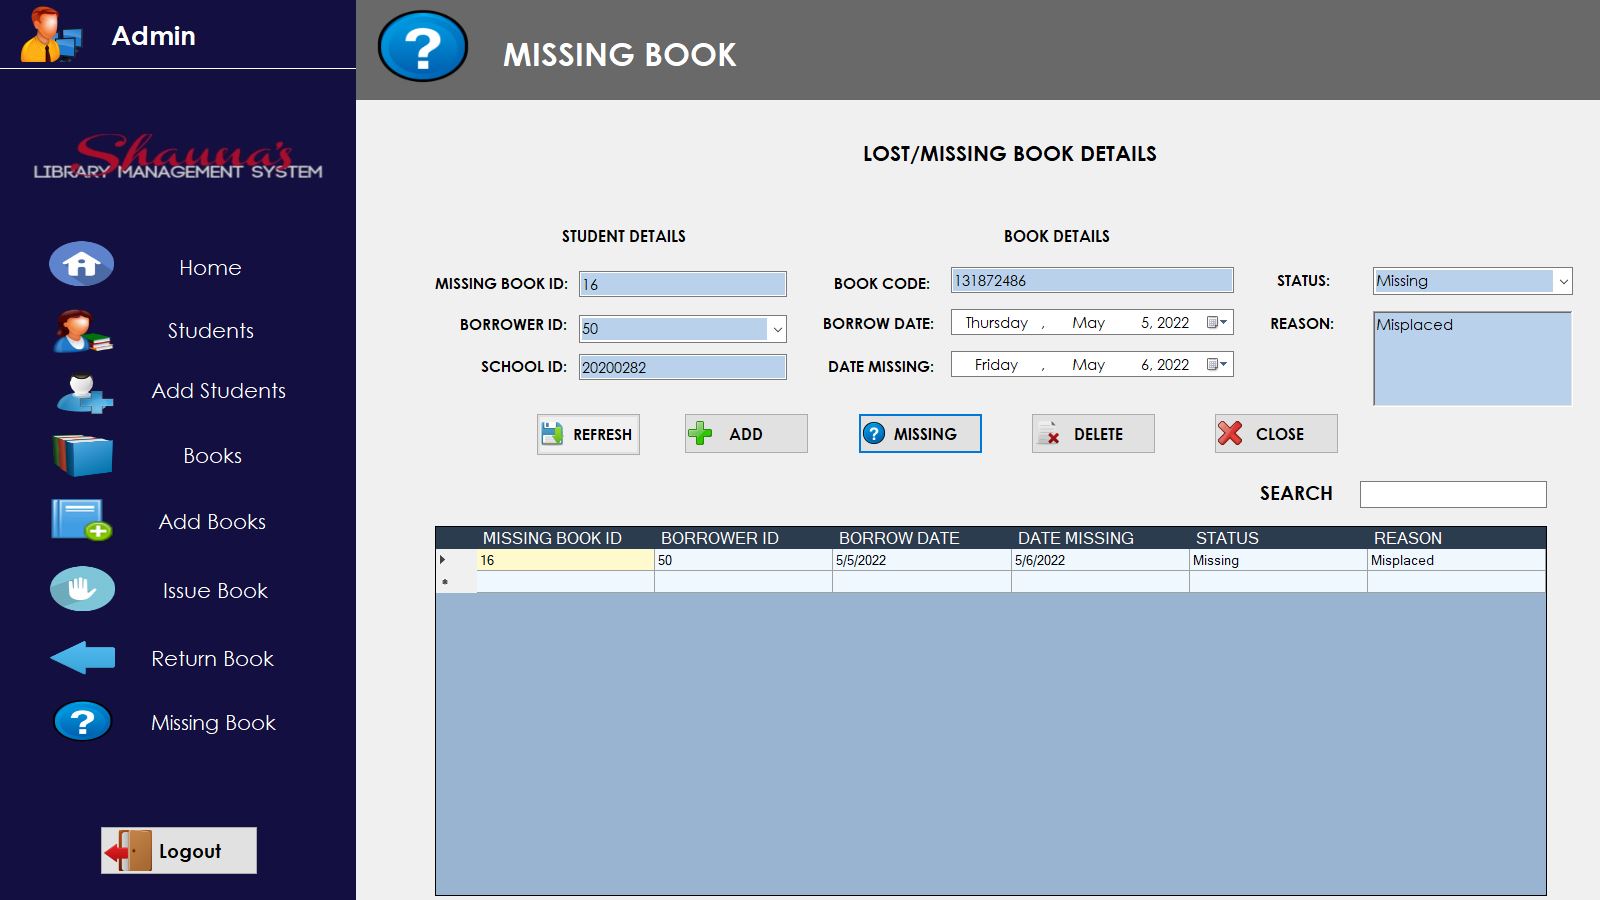 Admin
Shauna's
LIBRARY MANAGEMENT SYSTEM
Home
Students
Add Students
Books
Add Books
Issue Book
Return Book
Missing Book
Logout
MISSING BOOK
LOST/MISSING BOOK DETAILS
STUDENT DETAILS
MISSING BOOK ID: 16
BORROWER ID: 50
SCHOOL ID: 20200282
BOOK DETAILS
BOOK CODE: 131872486
BORROW DATE: Thursday , May 5, 2022
DATE MISSING: Friday , May 6, 2022
STATUS: Missing
REASON: Misplaced
REFRESH ADD MISSING DELETE CLOSE
SEARCH
MISSING BOOK ID BORROWER ID BORROW DATE DATE MISSING STATUS REASON
16 50 5/5/2022 5/6/2022 Missing Misplaced